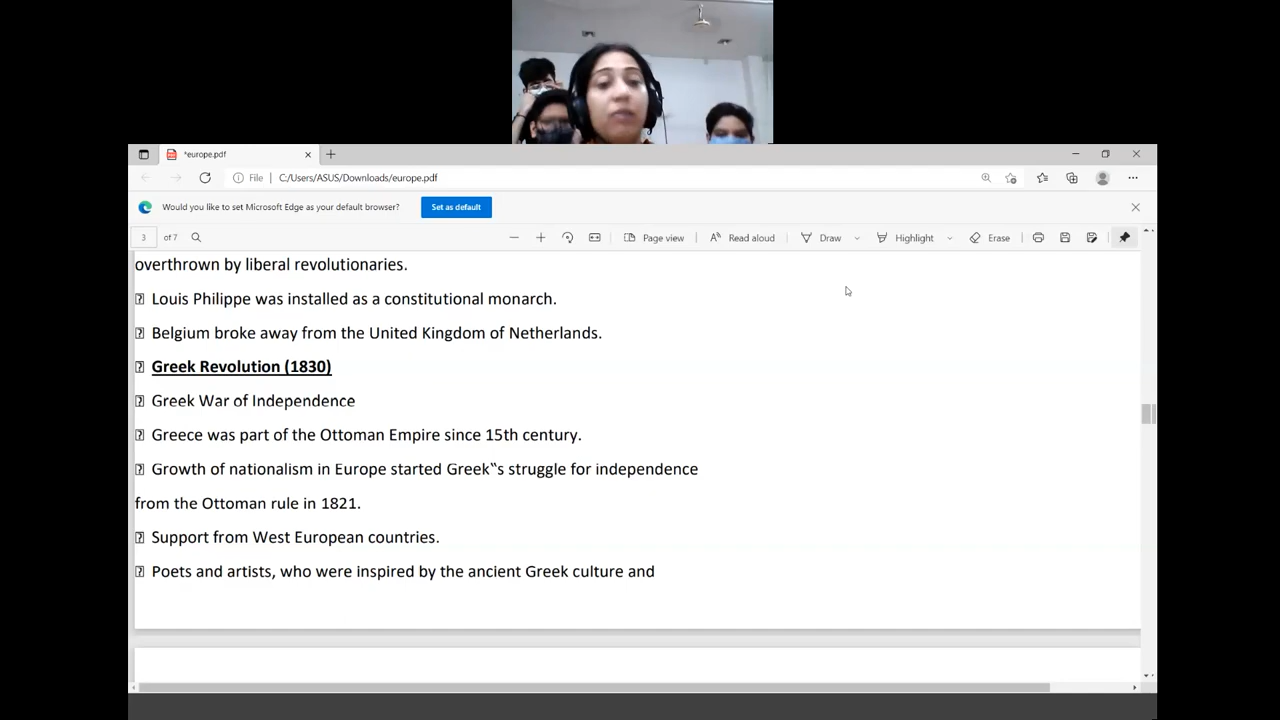 *europe.pdf
File | C:/Users/ASUS/Downloads/europe.pdf
Would you like to set Microsoft Edge as your default browser? Set as default
3 of 7 Page view Read aloud Draw Highlight Erase
overthrown by liberal revolutionaries.
Louis Philippe was installed as a constitutional monarch.
Belgium broke away from the United Kingdom of Netherlands.
Greek Revolution (1830)
Greek War of Independence
Greece was part of the Ottoman Empire since 15th century.
Growth of nationalism in Europe started Greek‟s struggle for independence
from the Ottoman rule in 1821.
Support from West European countries.
Poets and artists, who were inspired by the ancient Greek culture and